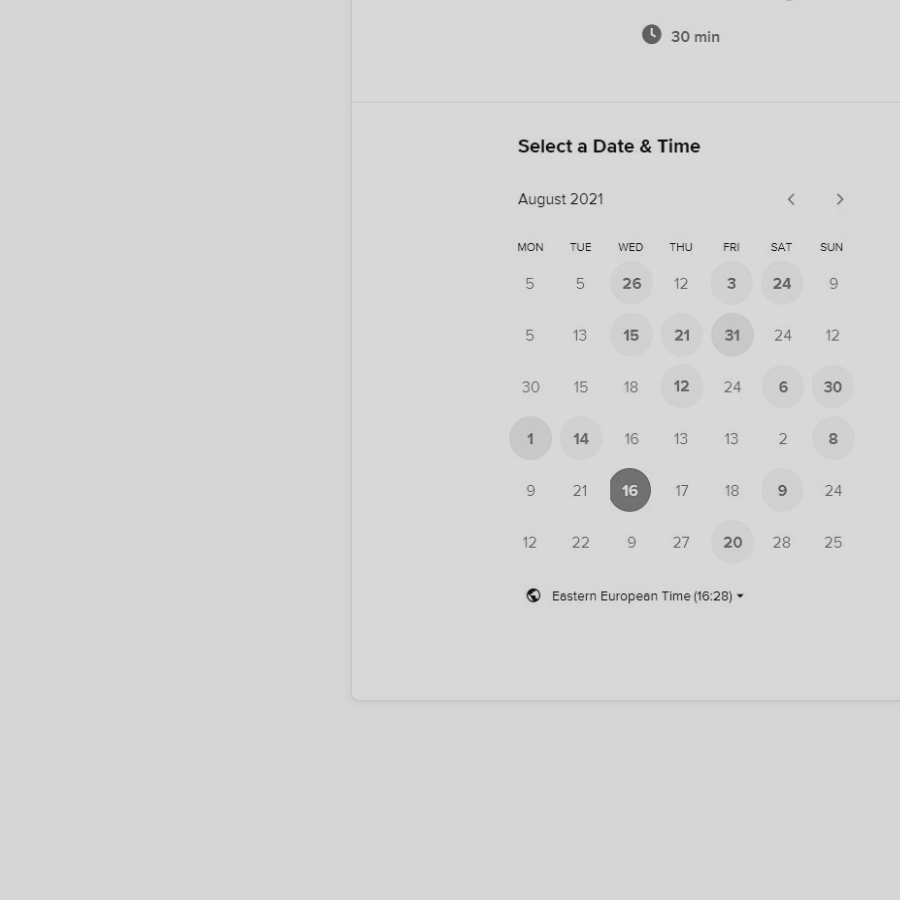 30 min
Select a Date & Time
August 2021
MON TUE WED THU FRI SAT SUN
5 5 26 12 3 24 9
5 13 15 21 31 24 12
30 15 18 12 24 6 30
1 14 16 13 13 2 8
9 21 16 17 18 9 24
12 22 9 27 20 28 25
Eastern European Time (16:28)